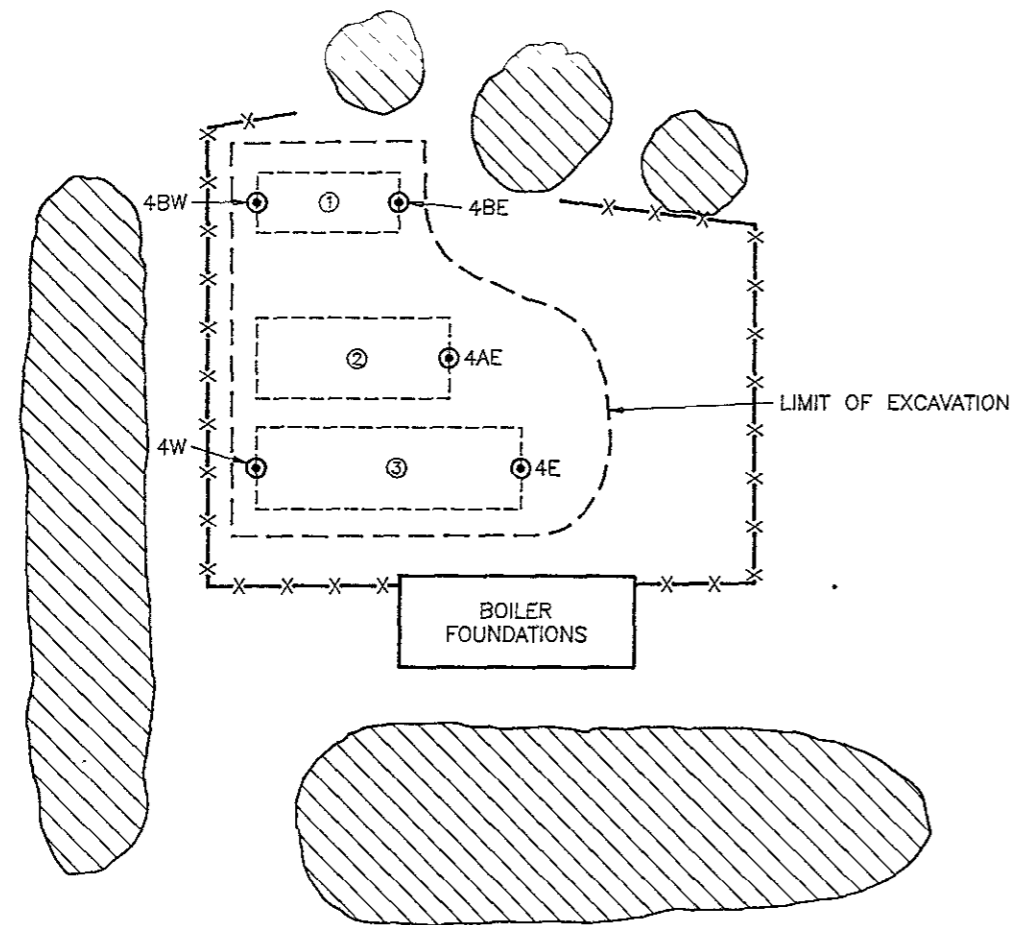 4BW
①
4BE
②
4AE
LIMIT OF EXCAVATION
4W
③
4E
BOILER
FOUNDATIONS